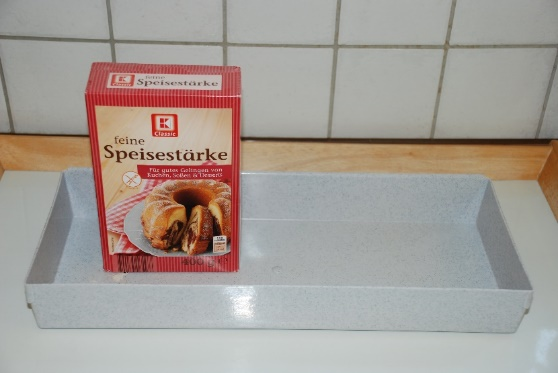 K
feine
Speisestärke
K
Classic
feine
Speisestärke
Für gutes Gelingen von
Kuchen, Soßen & Desserts